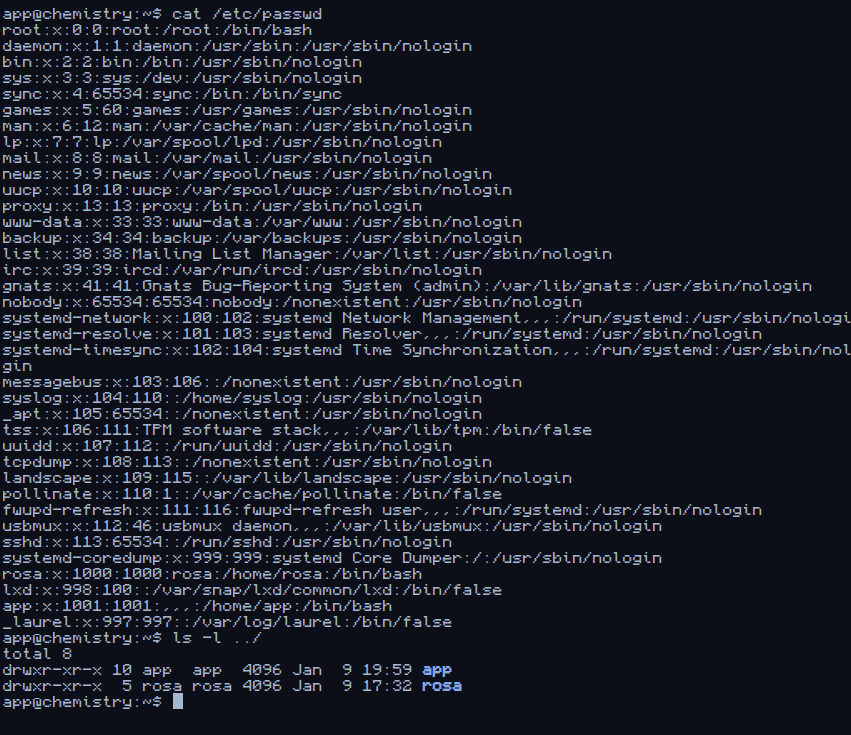 app@chemistry:~$ cat /etc/passwd
root:x:0:0:root:/root:/bin/bash
daemon:x:1:1:daemon:/usr/sbin:/usr/sbin/nologin
bin:x:2:2:bin:/bin:/usr/sbin/nologin
sys:x:3:3:sys:/dev:/usr/sbin/nologin
sync:x:4:65534:sync:/bin:/bin/sync
games:x:5:60:games:/usr/games:/usr/sbin/nologin
man:x:6:12:man:/var/cache/man:/usr/sbin/nologin
lp:x:7:7:lp:/var/spool/lpd:/usr/sbin/nologin
mail:x:8:8:mail:/var/mail:/usr/sbin/nologin
news:x:9:9:news:/var/spool/news:/usr/sbin/nologin
uucp:x:10:10:uucp:/var/spool/uucp:/usr/sbin/nologin
proxy:x:13:13:proxy:/bin:/usr/sbin/nologin
www-data:x:33:33:www-data:/var/www:/usr/sbin/nologin
backup:x:34:34:backup:/var/backups:/usr/sbin/nologin
list:x:38:38:Mailing List Manager:/var/list:/usr/sbin/nologin
irc:x:39:39:ircd:/var/run/ircd:/usr/sbin/nologin
gnats:x:41:41:Gnats Bug-Reporting System (admin):/var/lib/gnats:/usr/sbin/nologin
nobody:x:65534:65534:nobody:/nonexistent:/usr/sbin/nologin
systemd-network:x:100:102:systemd Network Management,,,:/run/systemd:/usr/sbin/nologi
systemd-resolve:x:101:103:systemd Resolver,,,:/run/systemd:/usr/sbin/nologin
systemd-timesync:x:102:104:systemd Time Synchronization,,,:/run/systemd:/usr/sbin/nol
gin
messagebus:x:103:106::/nonexistent:/usr/sbin/nologin
syslog:x:104:110::/home/syslog:/usr/sbin/nologin
_apt:x:105:65534::/nonexistent:/usr/sbin/nologin
tss:x:106:111:TPM software stack,,,:/var/lib/tpm:/bin/false
uuidd:x:107:112::/run/uuidd:/usr/sbin/nologin
tcpdump:x:108:113::/nonexistent:/usr/sbin/nologin
landscape:x:109:115::/var/lib/landscape:/usr/sbin/nologin
pollinate:x:110:1::/var/cache/pollinate:/bin/false
fwupd-refresh:x:111:116:fwupd-refresh user,,,:/run/systemd:/usr/sbin/nologin
usbmux:x:112:46:usbmux daemon,,,:/var/lib/usbmux:/usr/sbin/nologin
sshd:x:113:65534::/run/sshd:/usr/sbin/nologin
systemd-coredump:x:999:999:systemd Core Dumper:/:/usr/sbin/nologin
rosa:x:1000:1000:rosa:/home/rosa:/bin/bash
lxd:x:998:100::/var/snap/lxd/common/lxd:/bin/false
app:x:1001:1001:,,,:/home/app:/bin/bash
_laurel:x:997:997::/var/log/laurel:/bin/false
app@chemistry:~$ ls -l ../
total 8
drwxr-xr-x 10 app  app  4096 Jan  9 19:59 app
drwxr-xr-x  5 rosa rosa 4096 Jan  9 17:32 rosa
app@chemistry:~$